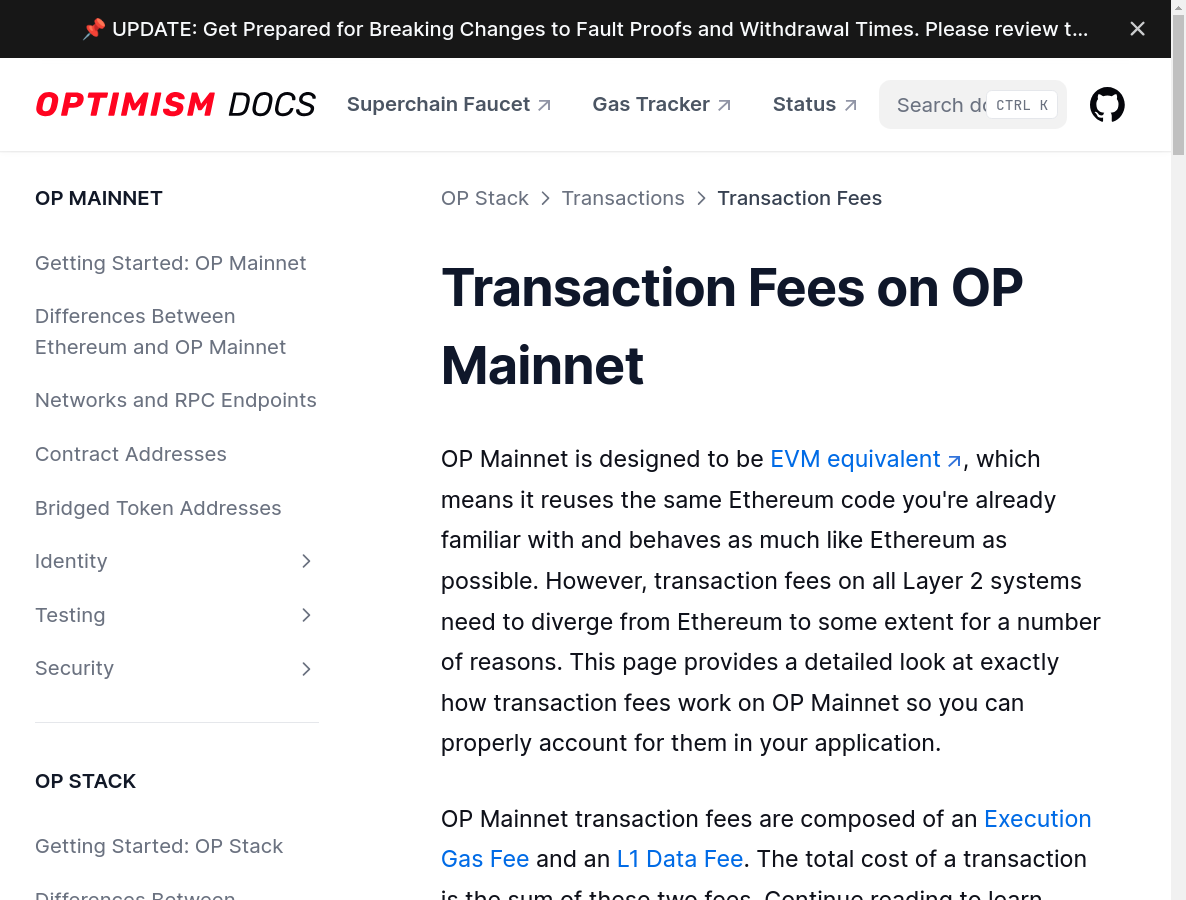 📌 UPDATE: Get Prepared for Breaking Changes to Fault Proofs and Withdrawal Times. Please review t...
OPTIMISM DOCS
Superchain Faucet
Gas Tracker
Status
Search do
CTRL K
OP MAINNET
Getting Started: OP Mainnet
Differences Between
Ethereum and OP Mainnet
Networks and RPC Endpoints
Contract Addresses
Bridged Token Addresses
Identity
Testing
Security
OP STACK
Getting Started: OP Stack
Differences Between
OP Stack > Transactions > Transaction Fees
Transaction Fees on OP
Mainnet
OP Mainnet is designed to be EVM equivalent, which
means it reuses the same Ethereum code you're already
familiar with and behaves as much like Ethereum as
possible. However, transaction fees on all Layer 2 systems
need to diverge from Ethereum to some extent for a number
of reasons. This page provides a detailed look at exactly
how transaction fees work on OP Mainnet so you can
properly account for them in your application.
OP Mainnet transaction fees are composed of an Execution
Gas Fee and an L1 Data Fee. The total cost of a transaction
is the sum of these two fees. Continue reading to learn